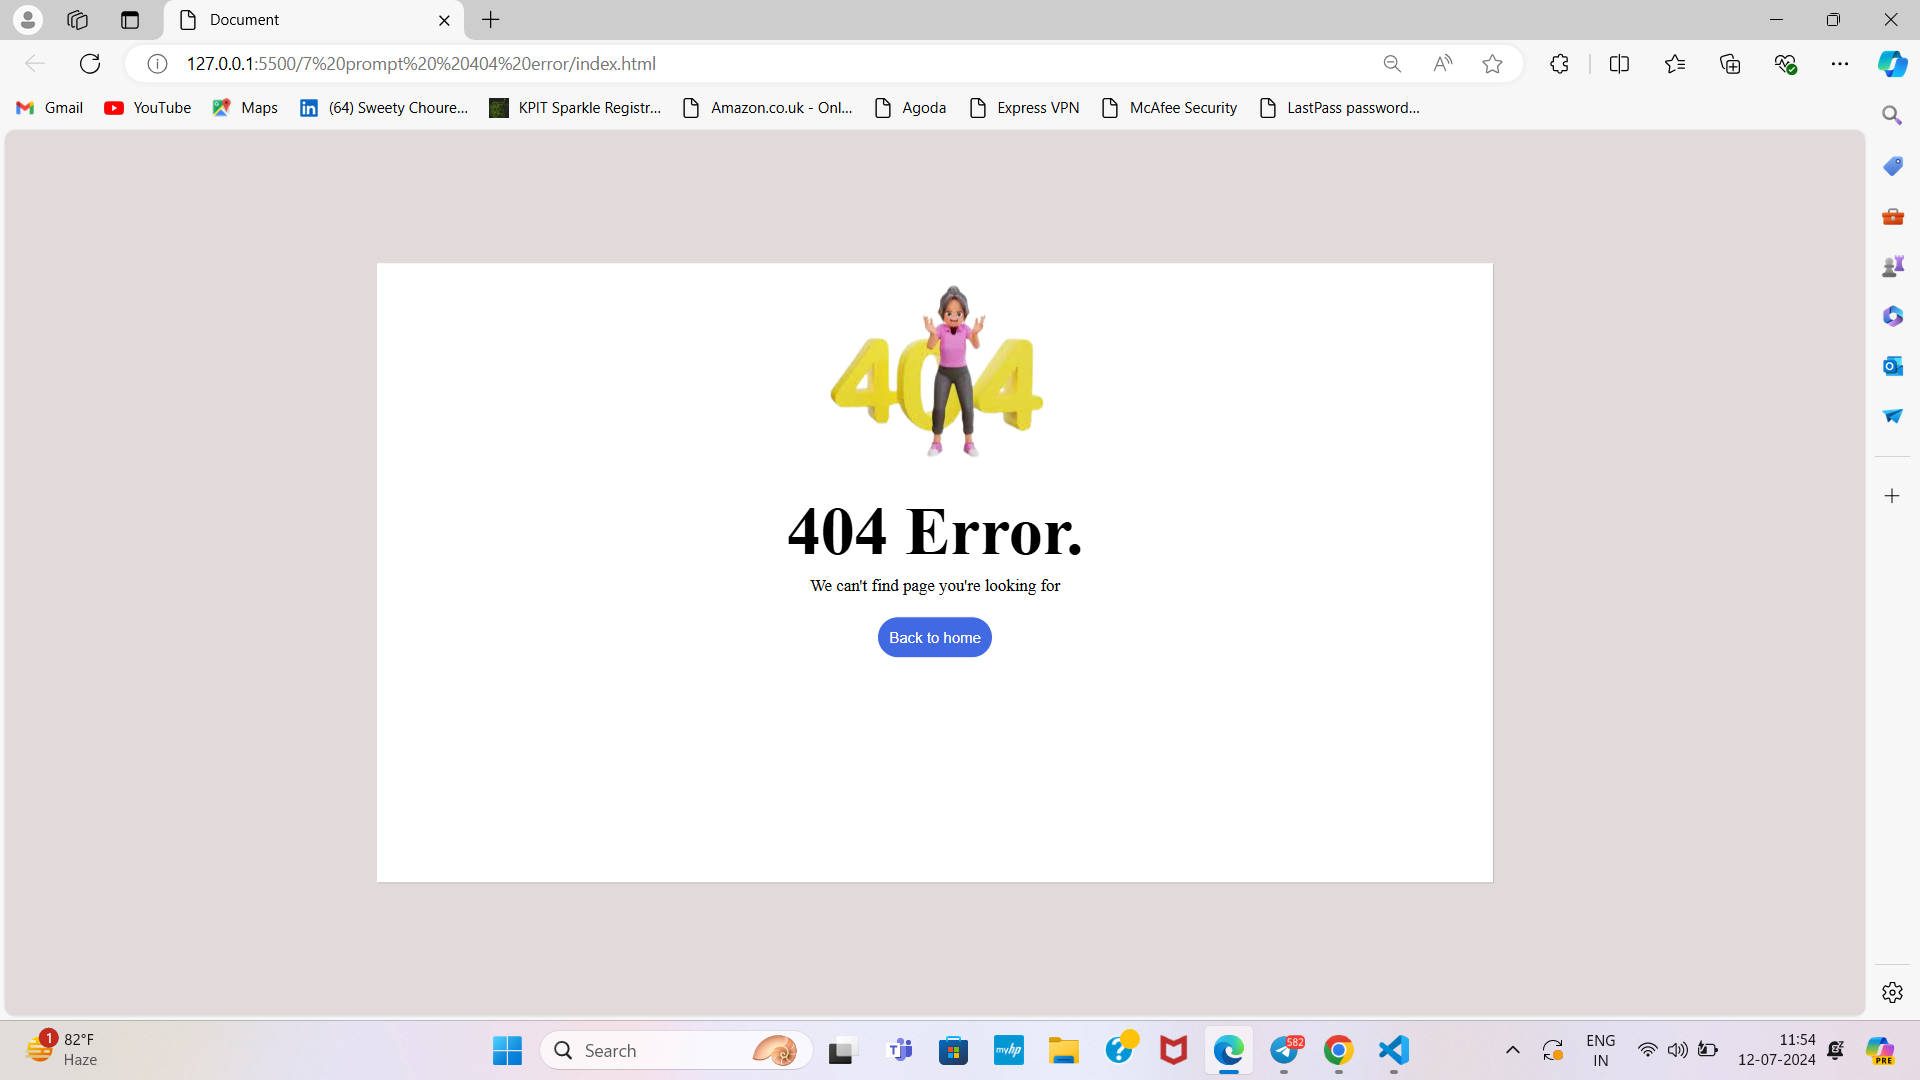 Document
127.0.0.1:5500/7%20prompt%20%20404%20error/index.html
Gmail YouTube Maps (64) Sweety Choure... KPIT Sparkle Registr... Amazon.co.uk - Onl... Agoda Express VPN McAfee Security LastPass password...
404
404 Error.
We can't find page you're looking for
Back to home
1 82°F
Haze
Search
myhp
582
ENG
IN
11:54
12-07-2024
PRE